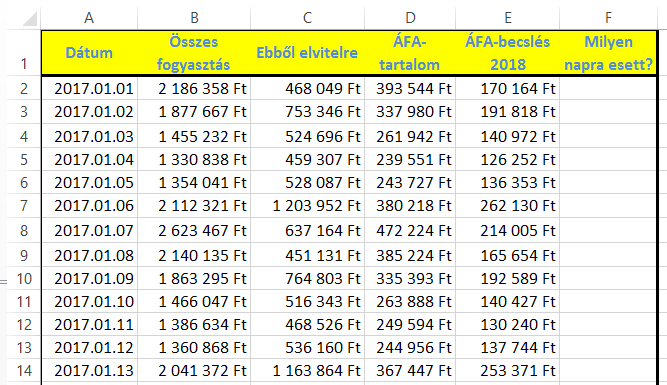 A B C D E F
1 Dátum Összes fogyasztás Ebből elvitelre ÁFA-tartalom ÁFA-becslés 2018 Milyen napra esett?
2 2017.01.01 2 186 358 Ft 468 049 Ft 393 544 Ft 170 164 Ft
3 2017.01.02 1 877 667 Ft 753 346 Ft 337 980 Ft 191 818 Ft
4 2017.01.03 1 455 232 Ft 524 696 Ft 261 942 Ft 140 972 Ft
5 2017.01.04 1 330 838 Ft 459 307 Ft 239 551 Ft 126 252 Ft
6 2017.01.05 1 354 041 Ft 528 087 Ft 243 727 Ft 136 353 Ft
7 2017.01.06 2 112 321 Ft 1 203 952 Ft 380 218 Ft 262 130 Ft
8 2017.01.07 2 623 467 Ft 637 164 Ft 472 224 Ft 214 005 Ft
9 2017.01.08 2 140 135 Ft 451 131 Ft 385 224 Ft 165 654 Ft
10 2017.01.09 1 863 295 Ft 764 803 Ft 335 393 Ft 192 589 Ft
11 2017.01.10 1 466 047 Ft 516 343 Ft 263 888 Ft 140 427 Ft
12 2017.01.11 1 386 634 Ft 468 526 Ft 249 594 Ft 130 240 Ft
13 2017.01.12 1 360 868 Ft 536 160 Ft 244 956 Ft 137 744 Ft
14 2017.01.13 2 041 372 Ft 1 163 864 Ft 367 447 Ft 253 371 Ft